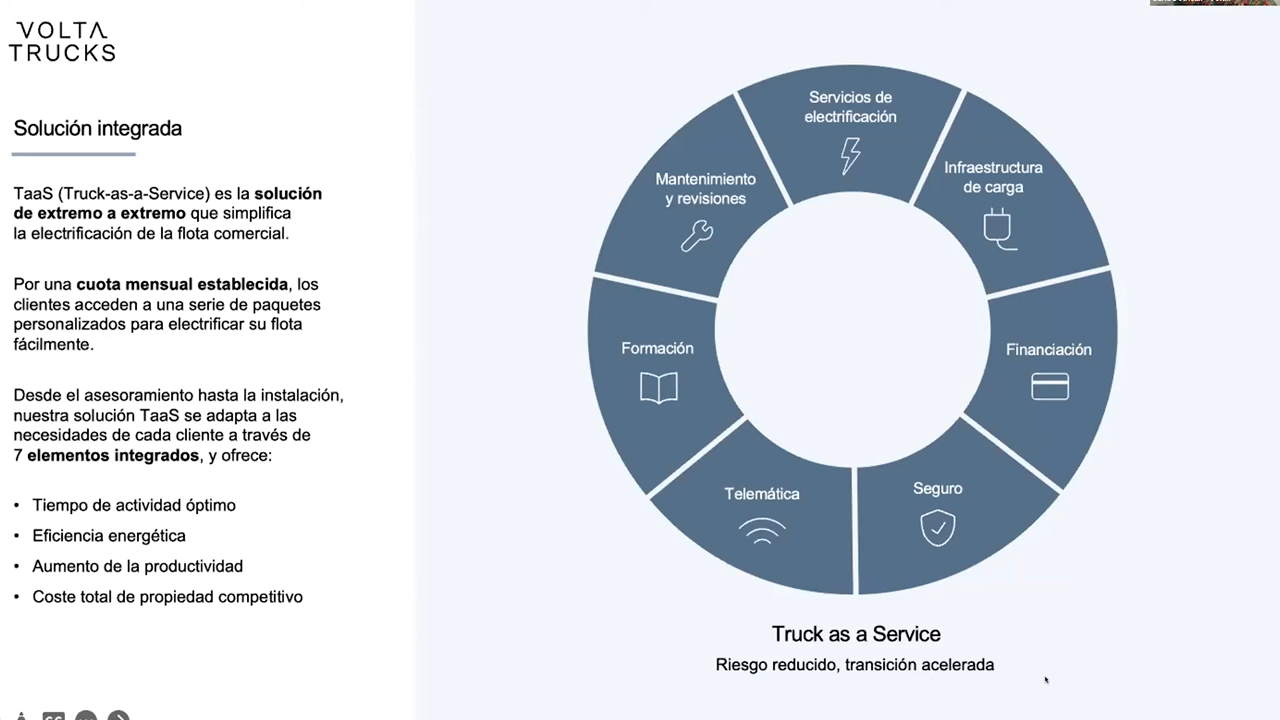 VOLTA
TRUCKS
Solución integrada
TaaS (Truck-as-a-Service) es la solución
de extremo a extremo que simplifica
la electrificación de la flota comercial.
Por una cuota mensual establecida, los
clientes acceden a una serie de paquetes
personalizados para electrificar su flota
fácilmente.
Desde el asesoramiento hasta la instalación,
nuestra solución TaaS se adapta a las
necesidades de cada cliente a través de
7 elementos integrados, y ofrece:
• Tiempo de actividad óptimo
• Eficiencia energética
• Aumento de la productividad
• Coste total de propiedad competitivo
Servicios de
electrificación
Infraestructura
de carga
Financiación
Seguro
Telemática
Formación
Mantenimiento
y revisiones
Truck as a Service
Riesgo reducido, transición acelerada